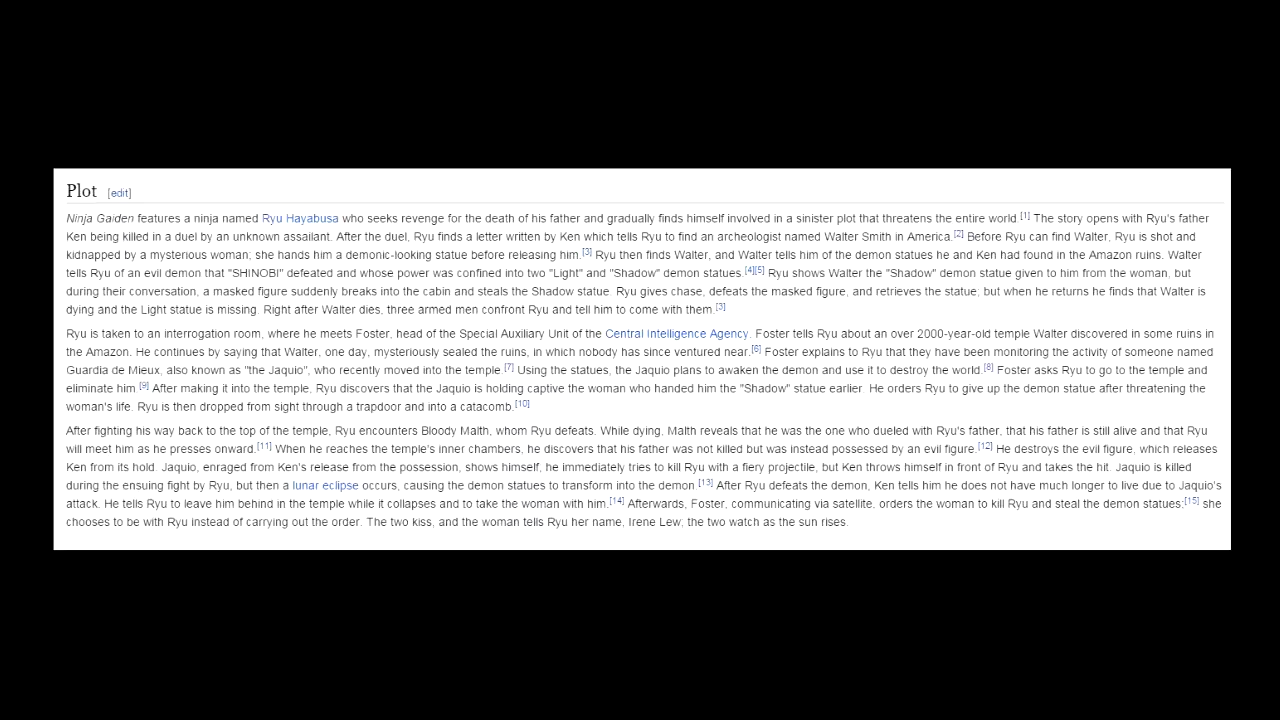 Plot [edit]
Ninja Gaiden features a ninja named Ryu Hayabusa who seeks revenge for the death of his father and gradually finds himself involved in a sinister plot that threatens the entire world.[1] The story opens with Ryu's father
Ken being killed in a duel by an unknown assailant. After the duel, Ryu finds a letter written by Ken which tells Ryu to find an archeologist named Walter Smith in America.[2] Before Ryu can find Walter, Ryu is shot and
kidnapped by a mysterious woman; she hands him a demonic-looking statue before releasing him.[3] Ryu then finds Walter, and Walter tells him of the demon statues he and Ken had found in the Amazon ruins. Walter
tells Ryu of an evil demon that "SHINOBI" defeated and whose power was confined into two "Light" and "Shadow" demon statues.[4][5] Ryu shows Walter the "Shadow" demon statue given to him from the woman, but
during their conversation, a masked figure suddenly breaks into the cabin and steals the Shadow statue. Ryu gives chase, defeats the masked figure, and retrieves the statue; but when he returns he finds that Walter is
dying and the Light statue is missing. Right after Walter dies, three armed men confront Ryu and tell him to come with them.[3]
Ryu is taken to an interrogation room, where he meets Foster, head of the Special Auxiliary Unit of the Central Intelligence Agency. Foster tells Ryu about an over 2000-year-old temple Walter discovered in some ruins in
the Amazon. He continues by saying that Walter, one day, mysteriously sealed the ruins, in which nobody has since ventured near.[6] Foster explains to Ryu that they have been monitoring the activity of someone named
Guardia de Mieux, also known as "the Jaquio", who recently moved into the temple.[7] Using the statues, the Jaquio plans to awaken the demon and use it to destroy the world.[8] Foster asks Ryu to go to the temple and
eliminate him.[9] After making it into the temple, Ryu discovers that the Jaquio is holding captive the woman who handed him the "Shadow" statue earlier. He orders Ryu to give up the demon statue after threatening the
woman's life. Ryu is then dropped from sight through a trapdoor and into a catacomb.[10]
After fighting his way back to the top of the temple, Ryu encounters Bloody Malth, whom Ryu defeats. While dying, Malth reveals that he was the one who dueled with Ryu's father, that his father is still alive and that Ryu
will meet him as he presses onward.[11] When he reaches the temple's inner chambers, he discovers that his father was not killed but was instead possessed by an evil figure.[12] He destroys the evil figure, which releases
Ken from its hold. Jaquio, enraged from Ken's release from the possession, shows himself; he immediately tries to kill Ryu with a fiery projectile, but Ken throws himself in front of Ryu and takes the hit. Jaquio is killed
during the ensuing fight by Ryu, but then a lunar eclipse occurs, causing the demon statues to transform into the demon.[13] After Ryu defeats the demon, Ken tells him he does not have much longer to live due to Jaquio's
attack. He tells Ryu to leave him behind in the temple while it collapses and to take the woman with him.[14] Afterwards, Foster, communicating via satellite, orders the woman to kill Ryu and steal the demon statues;[15] she
chooses to be with Ryu instead of carrying out the order. The two kiss, and the woman tells Ryu her name, Irene Lew; the two watch as the sun rises.